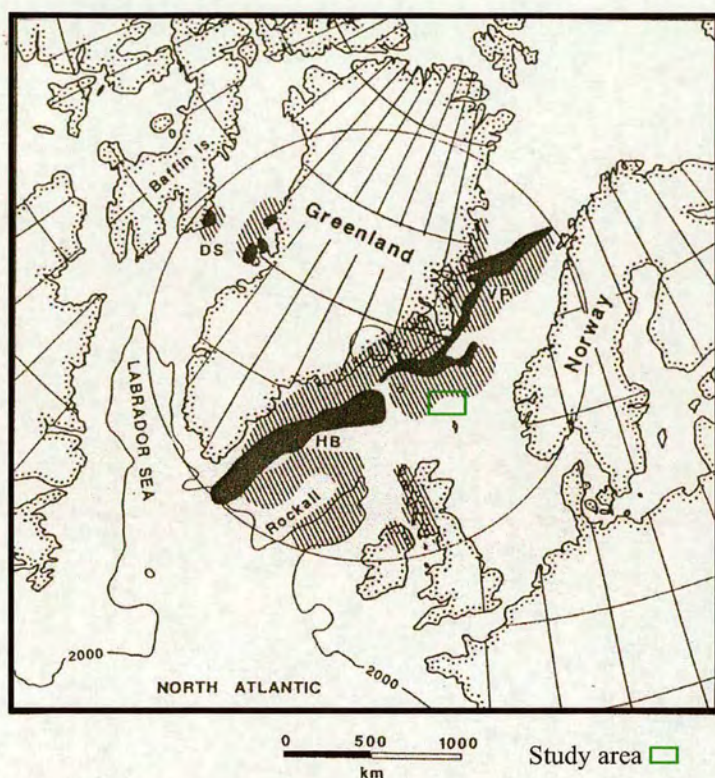 Baffin Is.
DS
Greenland
VP
Norway
LABRADOR SEA
HB
Rockall
2000
2000
NORTH ATLANTIC
0 500 1000
km
Study area